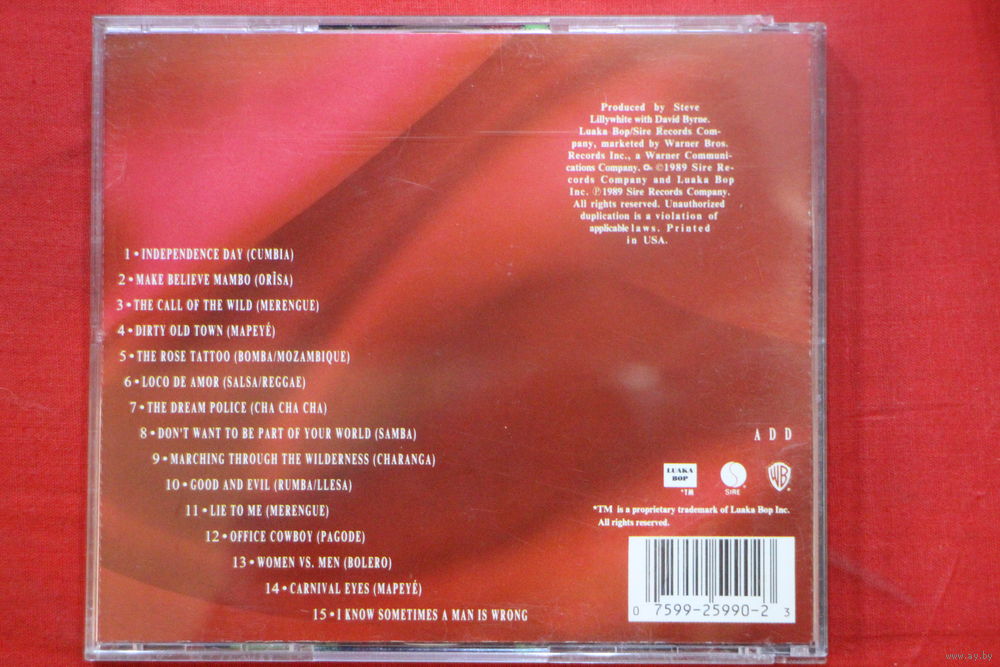 Produced by Steve
Lillywhite with David Byrne.
Luaka Bop/Sire Records Com-
pany, marketed by Warner Bros.
Records Inc., a Warner Communi-
cations Company. ©1989 Sire Re-
cords Company and Luaka Bop
Inc. ℗1989 Sire Records Company.
All rights reserved. Unauthorized
duplication is a violation of
applicable laws. Printed
in USA.
1 • INDEPENDENCE DAY (CUMBIA)
2 • MAKE BELIEVE MAMBO (ORÎSA)
3 • THE CALL OF THE WILD (MERENGUE)
4 • DIRTY OLD TOWN (MAPEYÉ)
5 • THE ROSE TATTOO (BOMBA/MOZAMBIQUE)
6 • LOCO DE AMOR (SALSA/REGGAE)
7 • THE DREAM POLICE (CHA CHA CHA)
8 • DON'T WANT TO BE PART OF YOUR WORLD (SAMBA)
9 • MARCHING THROUGH THE WILDERNESS (CHARANGA)
10 • GOOD AND EVIL (RUMBA/LLESA)
11 • LIE TO ME (MERENGUE)
12 • OFFICE COWBOY (PAGODE)
13 • WOMEN VS. MEN (BOLERO)
14 • CARNIVAL EYES (MAPEYÉ)
15 • I KNOW SOMETIMES A MAN IS WRONG
A D D
LUAKA
BOP
*TM
S
SIRE
WB
*TM is a proprietary trademark of Luaka Bop Inc.
All rights reserved.
0 7599-25990-2 3
www.ay.by